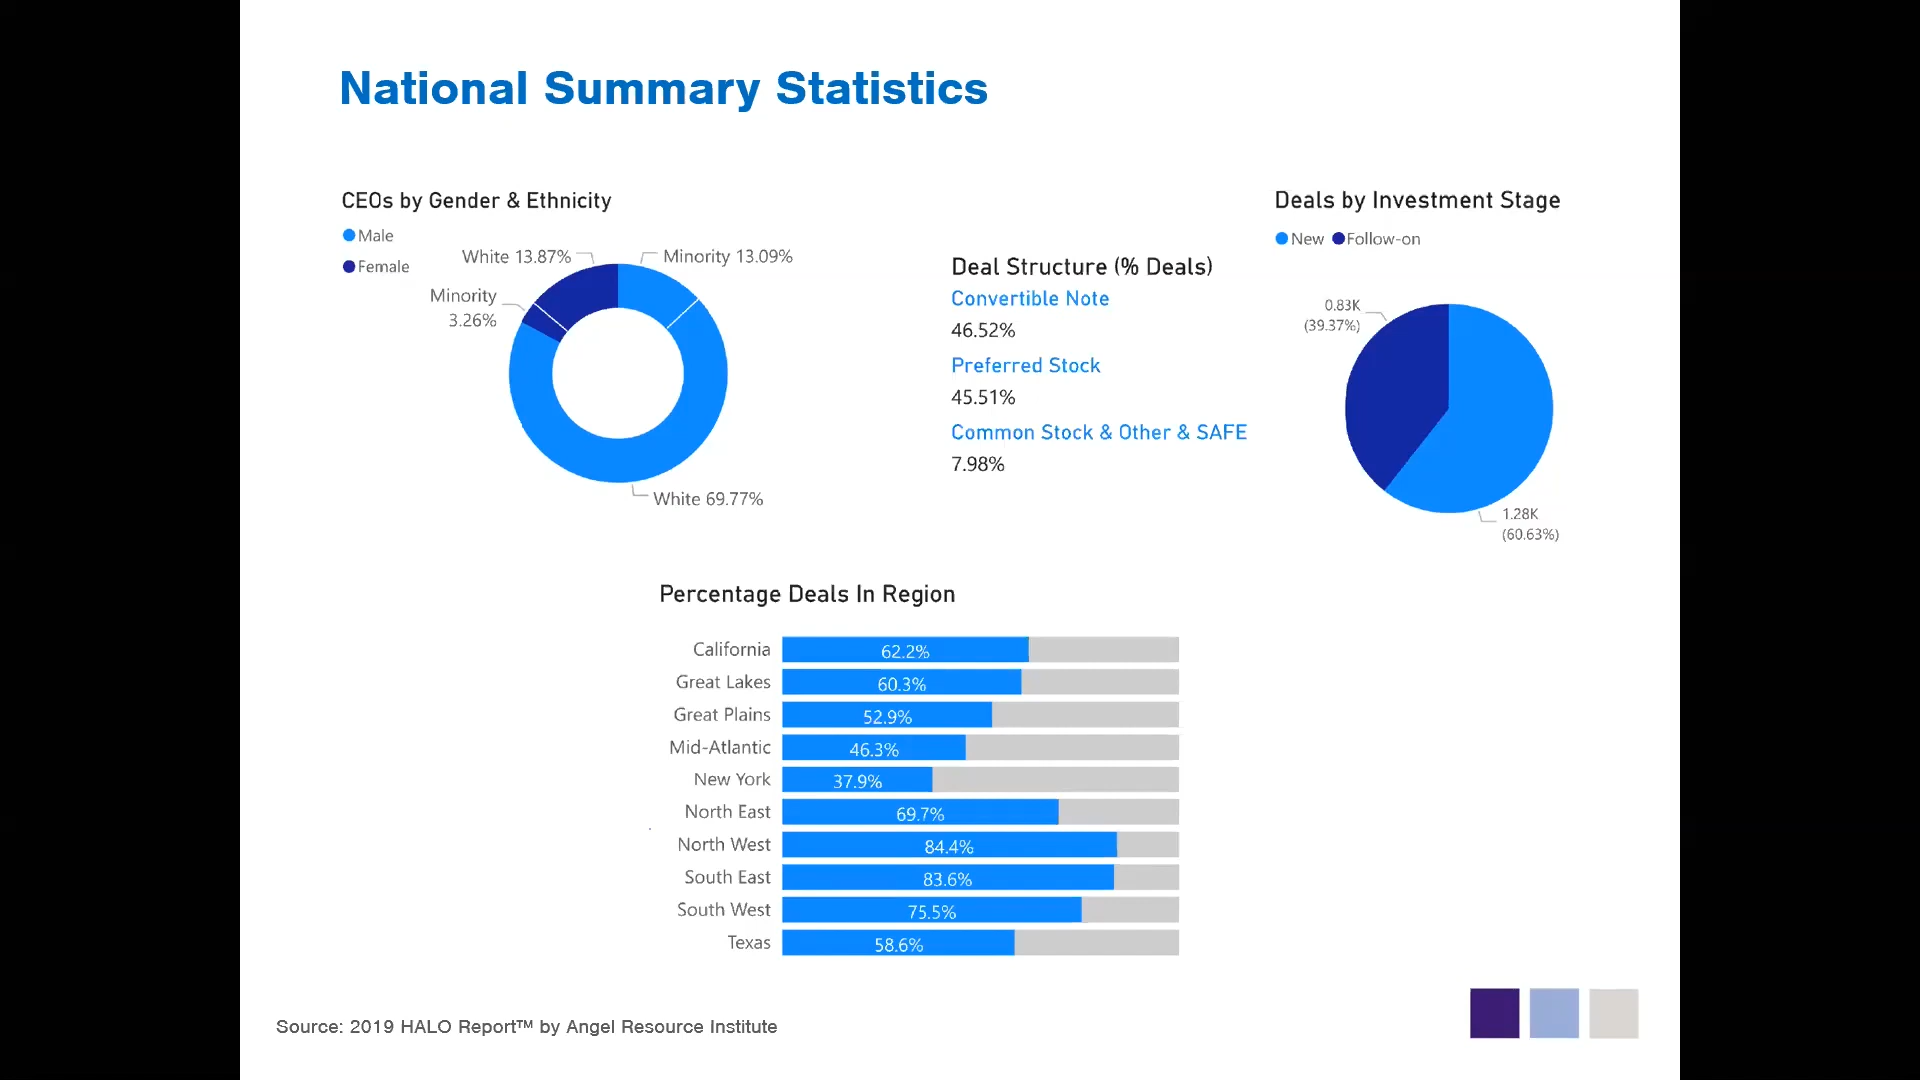 National Summary Statistics
CEOs by Gender & Ethnicity
Male
Female
White 13.87%
Minority 13.09%
Minority
3.26%
White 69.77%
Deal Structure (% Deals)
Convertible Note
46.52%
Preferred Stock
45.51%
Common Stock & Other & SAFE
7.98%
Deals by Investment Stage
New Follow-on
0.83K
(39.37%)
1.28K
(60.63%)
Percentage Deals In Region
California 62.2%
Great Lakes 60.3%
Great Plains 52.9%
Mid-Atlantic 46.3%
New York 37.9%
North East 69.7%
North West 84.4%
South East 83.6%
South West 75.5%
Texas 58.6%
Source: 2019 HALO Report™ by Angel Resource Institute